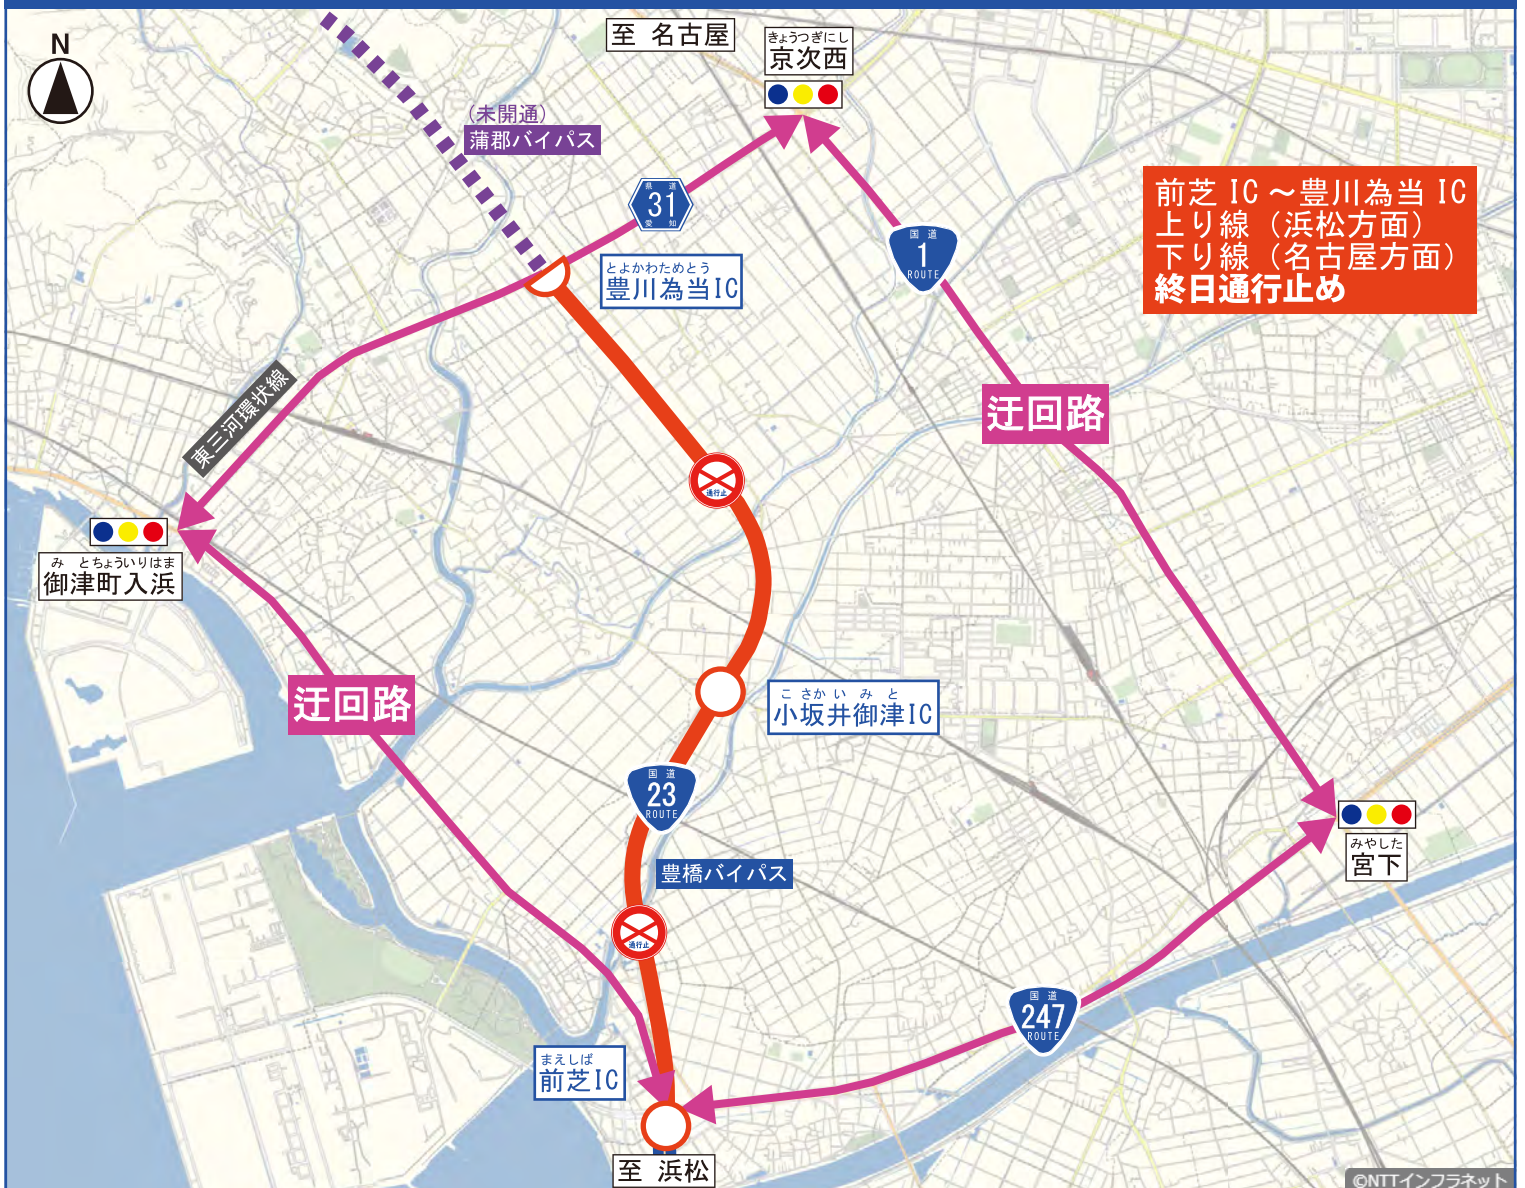 N
至 名古屋
きょうつぎにし
京次西
(未開通)
蒲郡バイパス
県 道
31
愛 知
国 道
1
ROUTE
前芝 IC ~豊川為当 IC
上り線（浜松方面）
下り線（名古屋方面）
終日通行止め
とよかわためとう
豊川為当IC
東三河環状線
迂回路
通行止
み とちょういりはま
御津町入浜
迂回路
こ さかい み と
小坂井御津IC
国 道
23
ROUTE
豊橋バイパス
みやした
宮下
通行止
国 道
247
ROUTE
まえしば
前芝IC
至 浜松
©NTTインフラネット